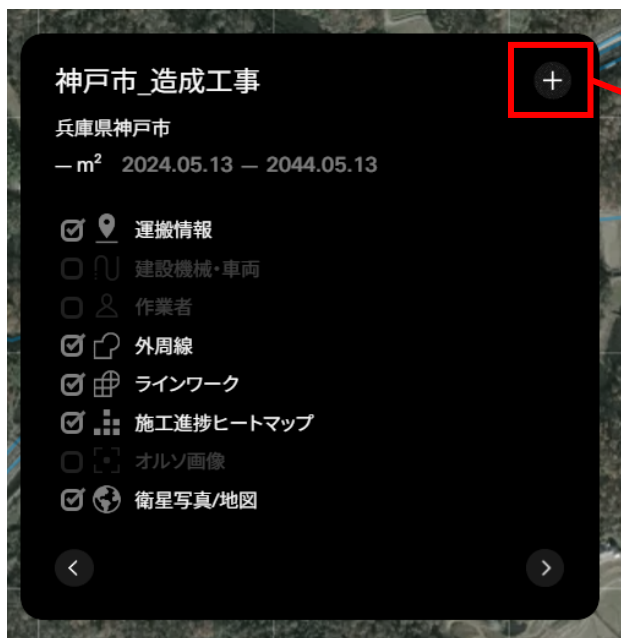 神戸市_造成工事
兵庫県神戸市
— m² 2024.05.13 — 2044.05.13
運搬情報
建設機械・車両
作業者
外周線
ラインワーク
施工進捗ヒートマップ
オルソ画像
衛星写真/地図